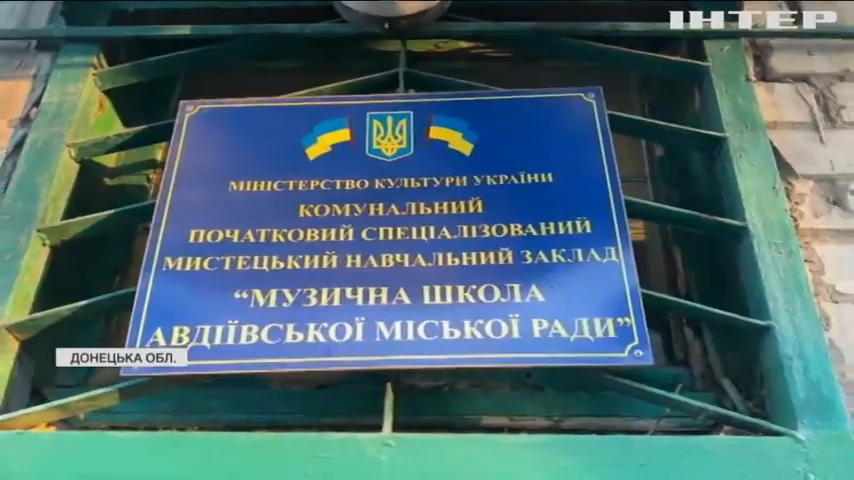 ІНТЕР
МІНІСТЕРСТВО КУЛЬТУРИ УКРАЇНИ
КОМУНАЛЬНИЙ
ПОЧАТКОВИЙ СПЕЦІАЛІЗОВАНИЙ
МИСТЕЦЬКИЙ НАВЧАЛЬНИЙ ЗАКЛАД
“МУЗИЧНА ШКОЛА
АВДІЇВСЬКОЇ МІСЬКОЇ РАДИ”
ДОНЕЦЬКА ОБЛ.